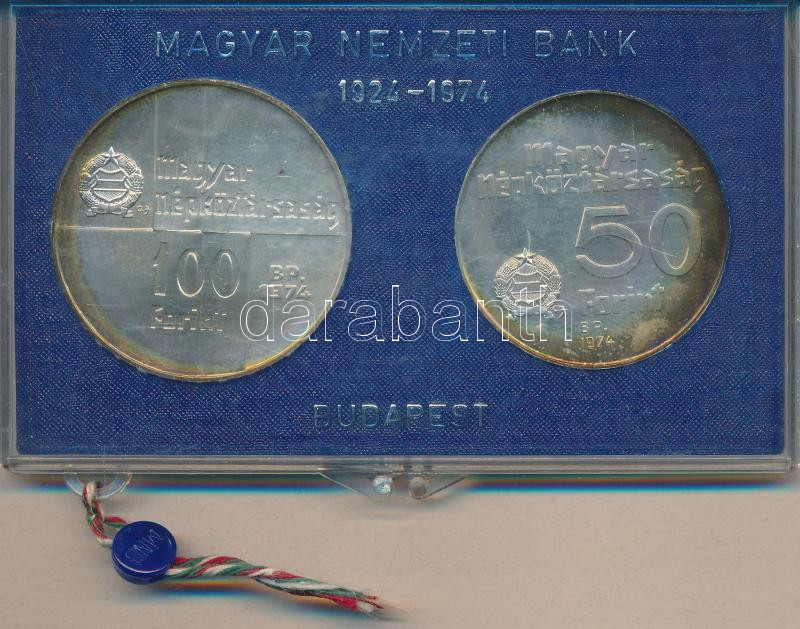 MAGYAR NEMZETI BANK
1924-1974
Magyar
Népköztársaság
100
BP.
1974
Forint
Magyar
Népköztársaság
50
Forint
BP.
1974
darabanth
BUDAPEST
MNB